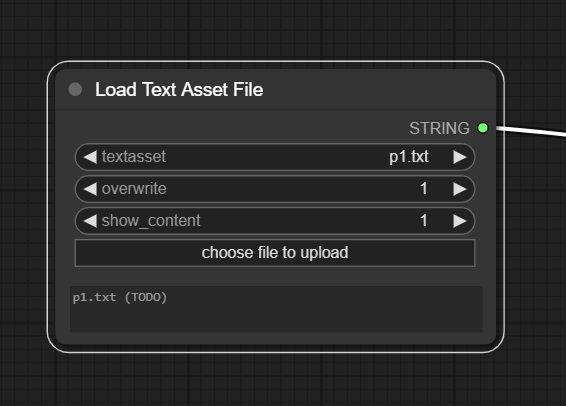 Load Text Asset File
STRING
textasset p1.txt
overwrite 1
show_content 1
choose file to upload
p1.txt (TODO)